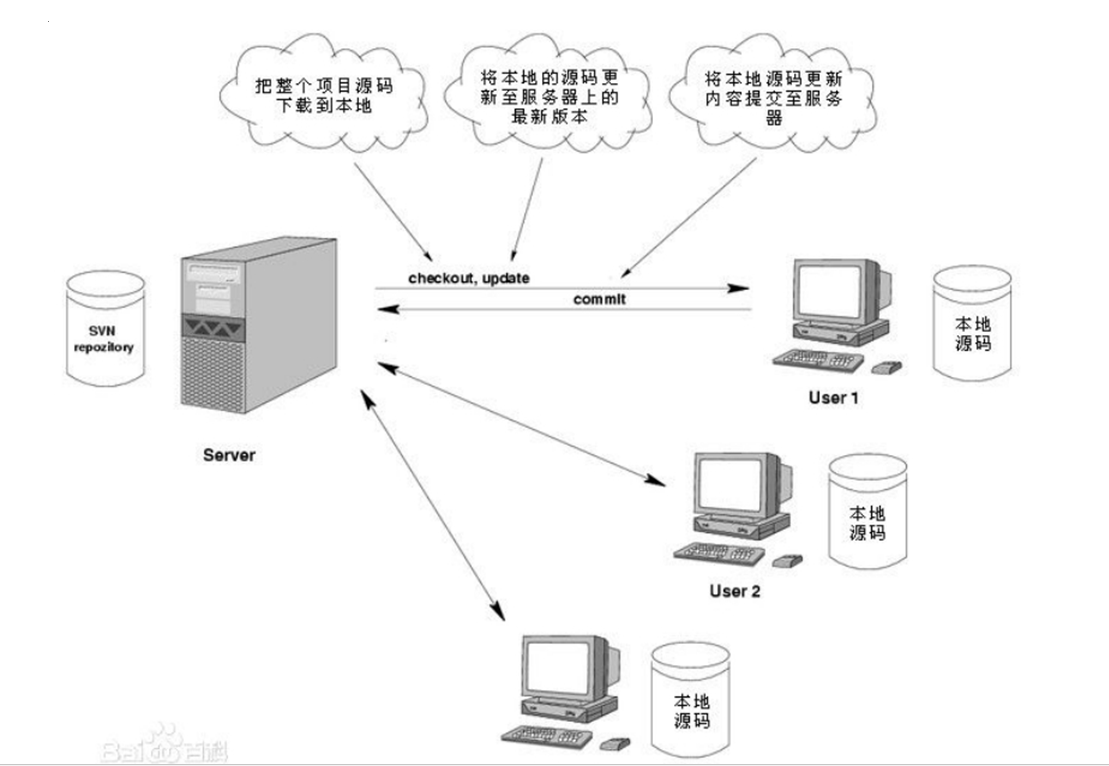 把整个项目源码
下载到本地
将本地的源码更
新至服务器上的
最新版本
将本地源码更新
内容提交至服务
器
checkout, update
commit
SVN
repozitory
本地
源码
User 1
Server
本地
源码
User 2
本地
源码
Baidu百科